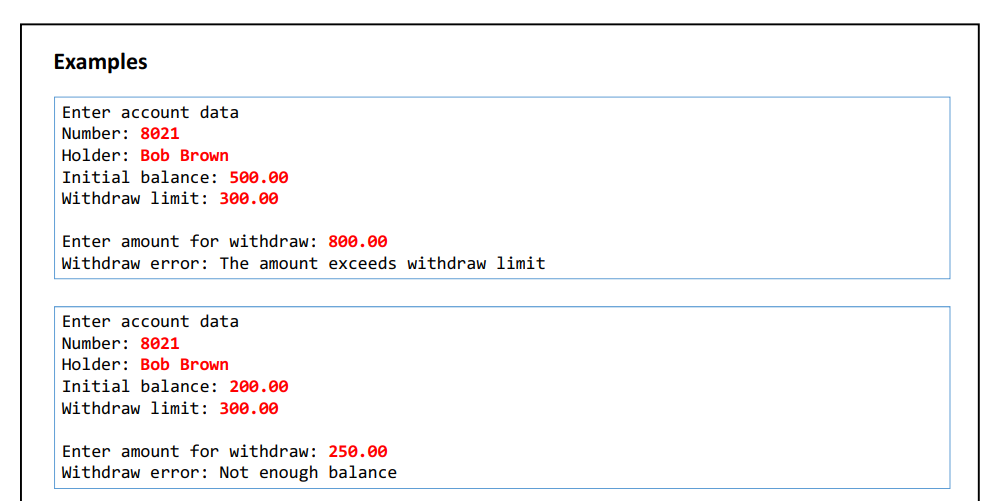 Examples
Enter account data
Number: 8021
Holder: Bob Brown
Initial balance: 500.00
Withdraw limit: 300.00
Enter amount for withdraw: 800.00
Withdraw error: The amount exceeds withdraw limit
Enter account data
Number: 8021
Holder: Bob Brown
Initial balance: 200.00
Withdraw limit: 300.00
Enter amount for withdraw: 250.00
Withdraw error: Not enough balance